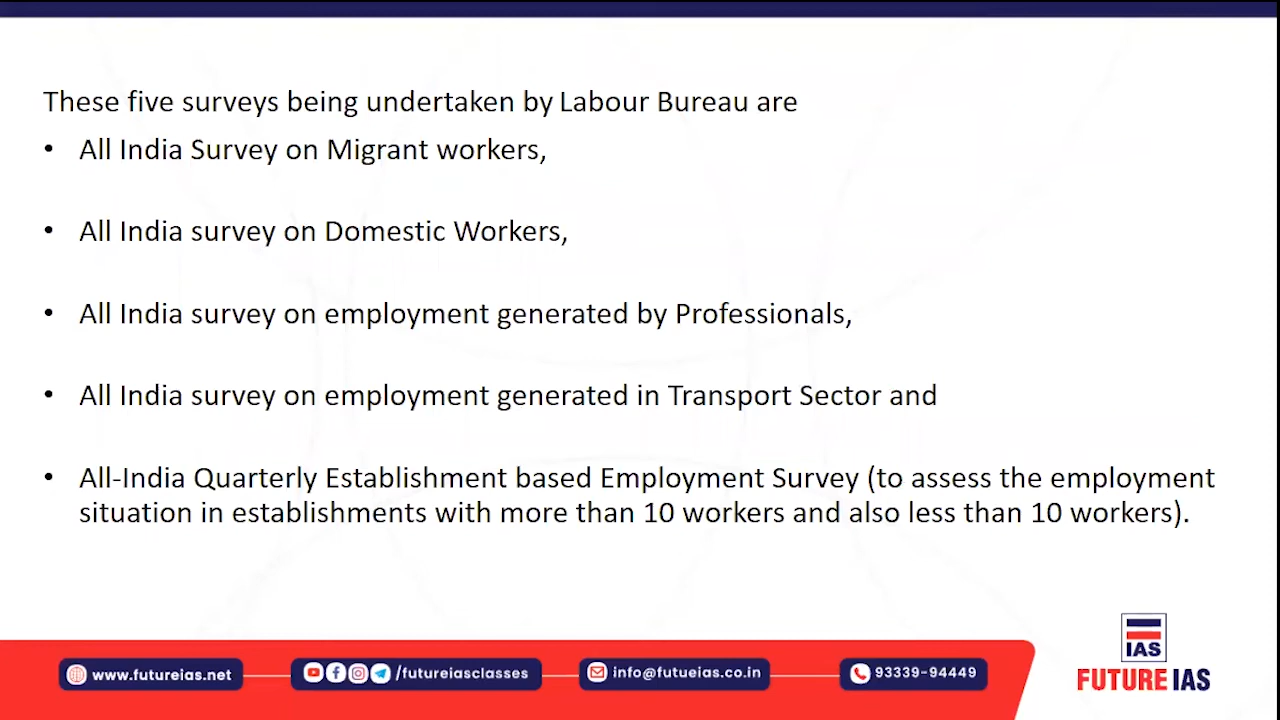 These five surveys being undertaken by Labour Bureau are
• All India Survey on Migrant workers,
• All India survey on Domestic Workers,
• All India survey on employment generated by Professionals,
• All India survey on employment generated in Transport Sector and
• All-India Quarterly Establishment based Employment Survey (to assess the employment
situation in establishments with more than 10 workers and also less than 10 workers).
IAS
FUTURE IAS
www.futureias.net
/futureiasclasses
info@futueias.co.in
93339-94449